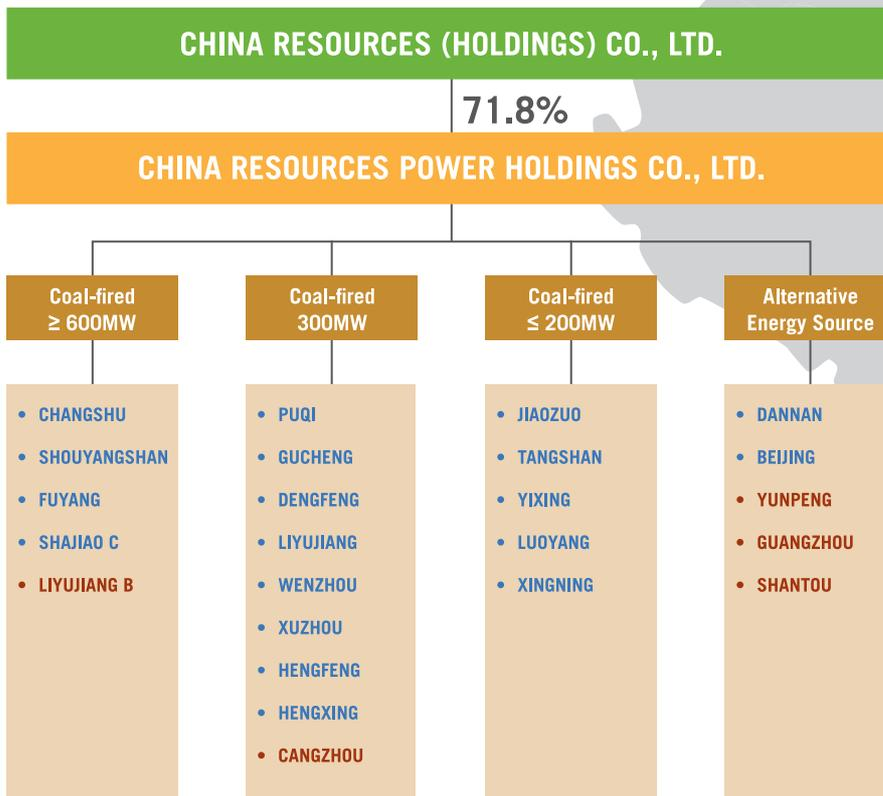 CHINA RESOURCES (HOLDINGS) CO., LTD.
71.8%
CHINA RESOURCES POWER HOLDINGS CO., LTD.
Coal-fired
≥ 600MW
• CHANGSHU
• SHOUYANGSHAN
• FUYANG
• SHAJIAO C
• LIYUJIANG B
Coal-fired
300MW
• PUQI
• GUCHENG
• DENGFENG
• LIYUJIANG
• WENZHOU
• XUZHOU
• HENGFENG
• HENGXING
• CANGZHOU
Coal-fired
≤ 200MW
• JIAOZUO
• TANGSHAN
• YIXING
• LUOYANG
• XINGNING
Alternative
Energy Source
• DANNAN
• BEIJING
• YUNPENG
• GUANGZHOU
• SHANTOU